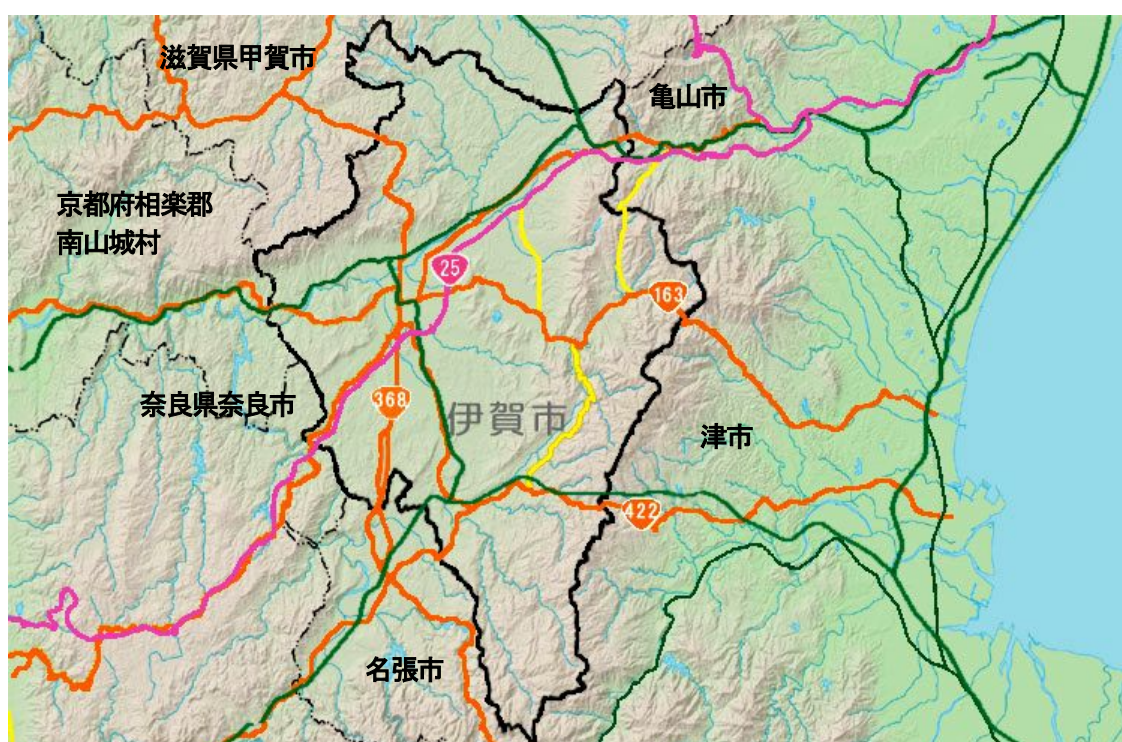 滋賀県甲賀市
亀山市
京都府相楽郡
南山城村
25
163
奈良県奈良市
368
伊賀市
津市
422
名張市